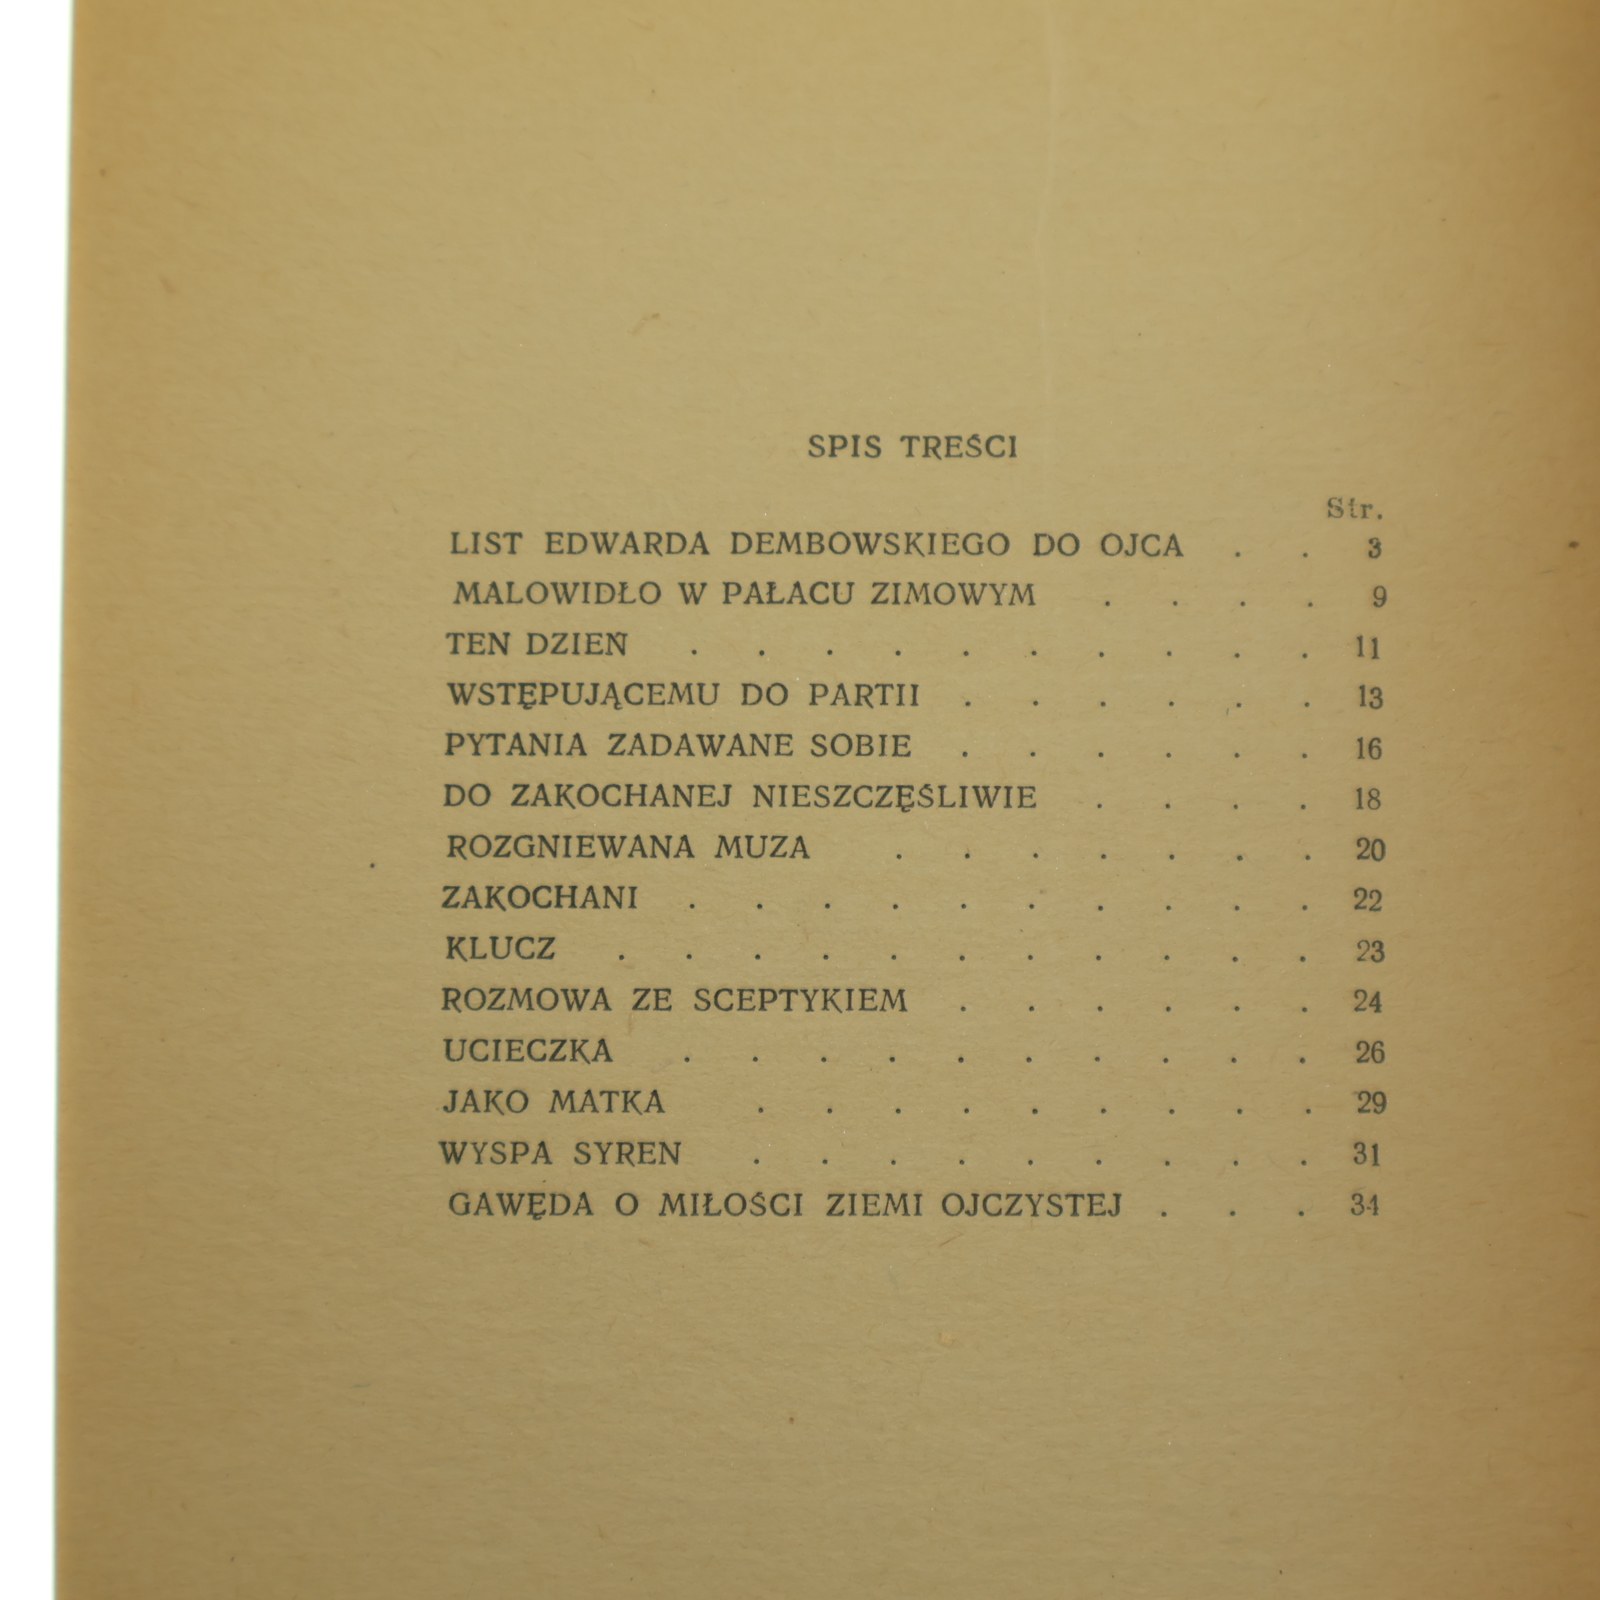 SPIS TREŚCI
Str.
LIST EDWARDA DEMBOWSKIEGO DO OJCA . . 3
MALOWIDŁO W PAŁACU ZIMOWYM . . . . 9
TEN DZIEŃ . . . . . . . . . . 11
WSTĘPUJĄCEMU DO PARTII . . . . . . 13
PYTANIA ZADAWANE SOBIE . . . . . . 16
DO ZAKOCHANEJ NIESZCZĘŚLIWIE . . . . 18
ROZGNIEWANA MUZA . . . . . . . 20
ZAKOCHANI . . . . . . . . . . 22
KLUCZ . . . . . . . . . . . 23
ROZMOWA ZE SCEPTYKIEM . . . . . . 24
UCIECZKA . . . . . . . . . . 26
JAKO MATKA . . . . . . . . . 29
WYSPA SYREN . . . . . . . . . 31
GAWĘDA O MIŁOŚCI ZIEMI OJCZYSTEJ . . . 34